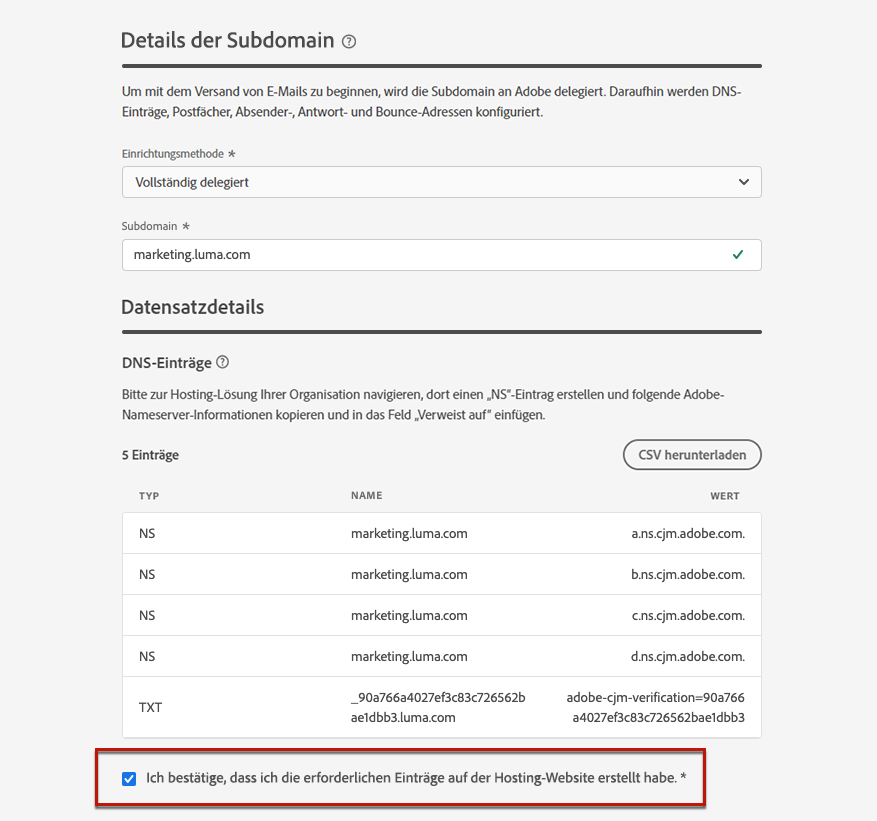 Details der Subdomain
Um mit dem Versand von E-Mails zu beginnen, wird die Subdomain an Adobe delegiert. Daraufhin werden DNS-
Einträge, Postfächer, Absender-, Antwort- und Bounce-Adressen konfiguriert.
Einrichtungsmethode *
Vollständig delegiert
Subdomain *
marketing.luma.com
Datensatzdetails
DNS-Einträge
Bitte zur Hosting-Lösung Ihrer Organisation navigieren, dort einen „NS“-Eintrag erstellen und folgende Adobe-
Nameserver-Informationen kopieren und in das Feld „Verweist auf“ einfügen.
5 Einträge CSV herunterladen
TYP NAME WERT
NS marketing.luma.com a.ns.cjm.adobe.com.
NS marketing.luma.com b.ns.cjm.adobe.com.
NS marketing.luma.com c.ns.cjm.adobe.com.
NS marketing.luma.com d.ns.cjm.adobe.com.
TXT _90a766a4027ef3c83c726562b adobe-cjm-verification=90a766
ae1dbb3.luma.com a4027ef3c83c726562bae1dbb3
Ich bestätige, dass ich die erforderlichen Einträge auf der Hosting-Website erstellt habe. *